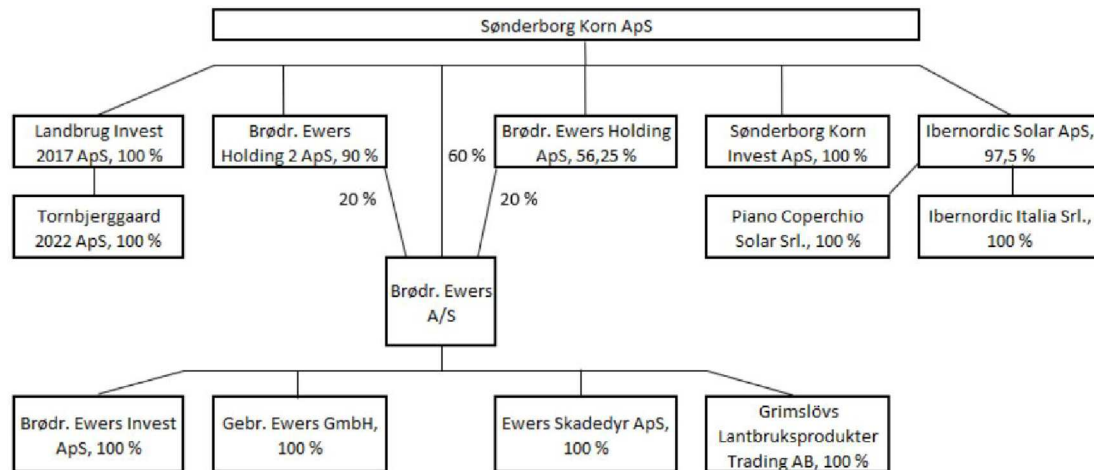 Sønderborg Korn ApS
Landbrug Invest
2017 ApS, 100 %
Brødr. Ewers
Holding 2 ApS, 90 %
60 %
Brødr. Ewers Holding
ApS, 56,25 %
Sønderborg Korn
Invest ApS, 100 %
Ibernordic Solar ApS,
97,5 %
20 %
20 %
Tornbjerggaard
2022 ApS, 100 %
Piano Coperchio
Solar Srl., 100 %
Ibernordic Italia Srl.,
100 %
Brødr. Ewers
A/S
Brødr. Ewers Invest
ApS, 100 %
Gebr. Ewers GmbH,
100 %
Ewers Skadedyr ApS,
100 %
Grimslövs
Lantbruksprodukter
Trading AB, 100 %